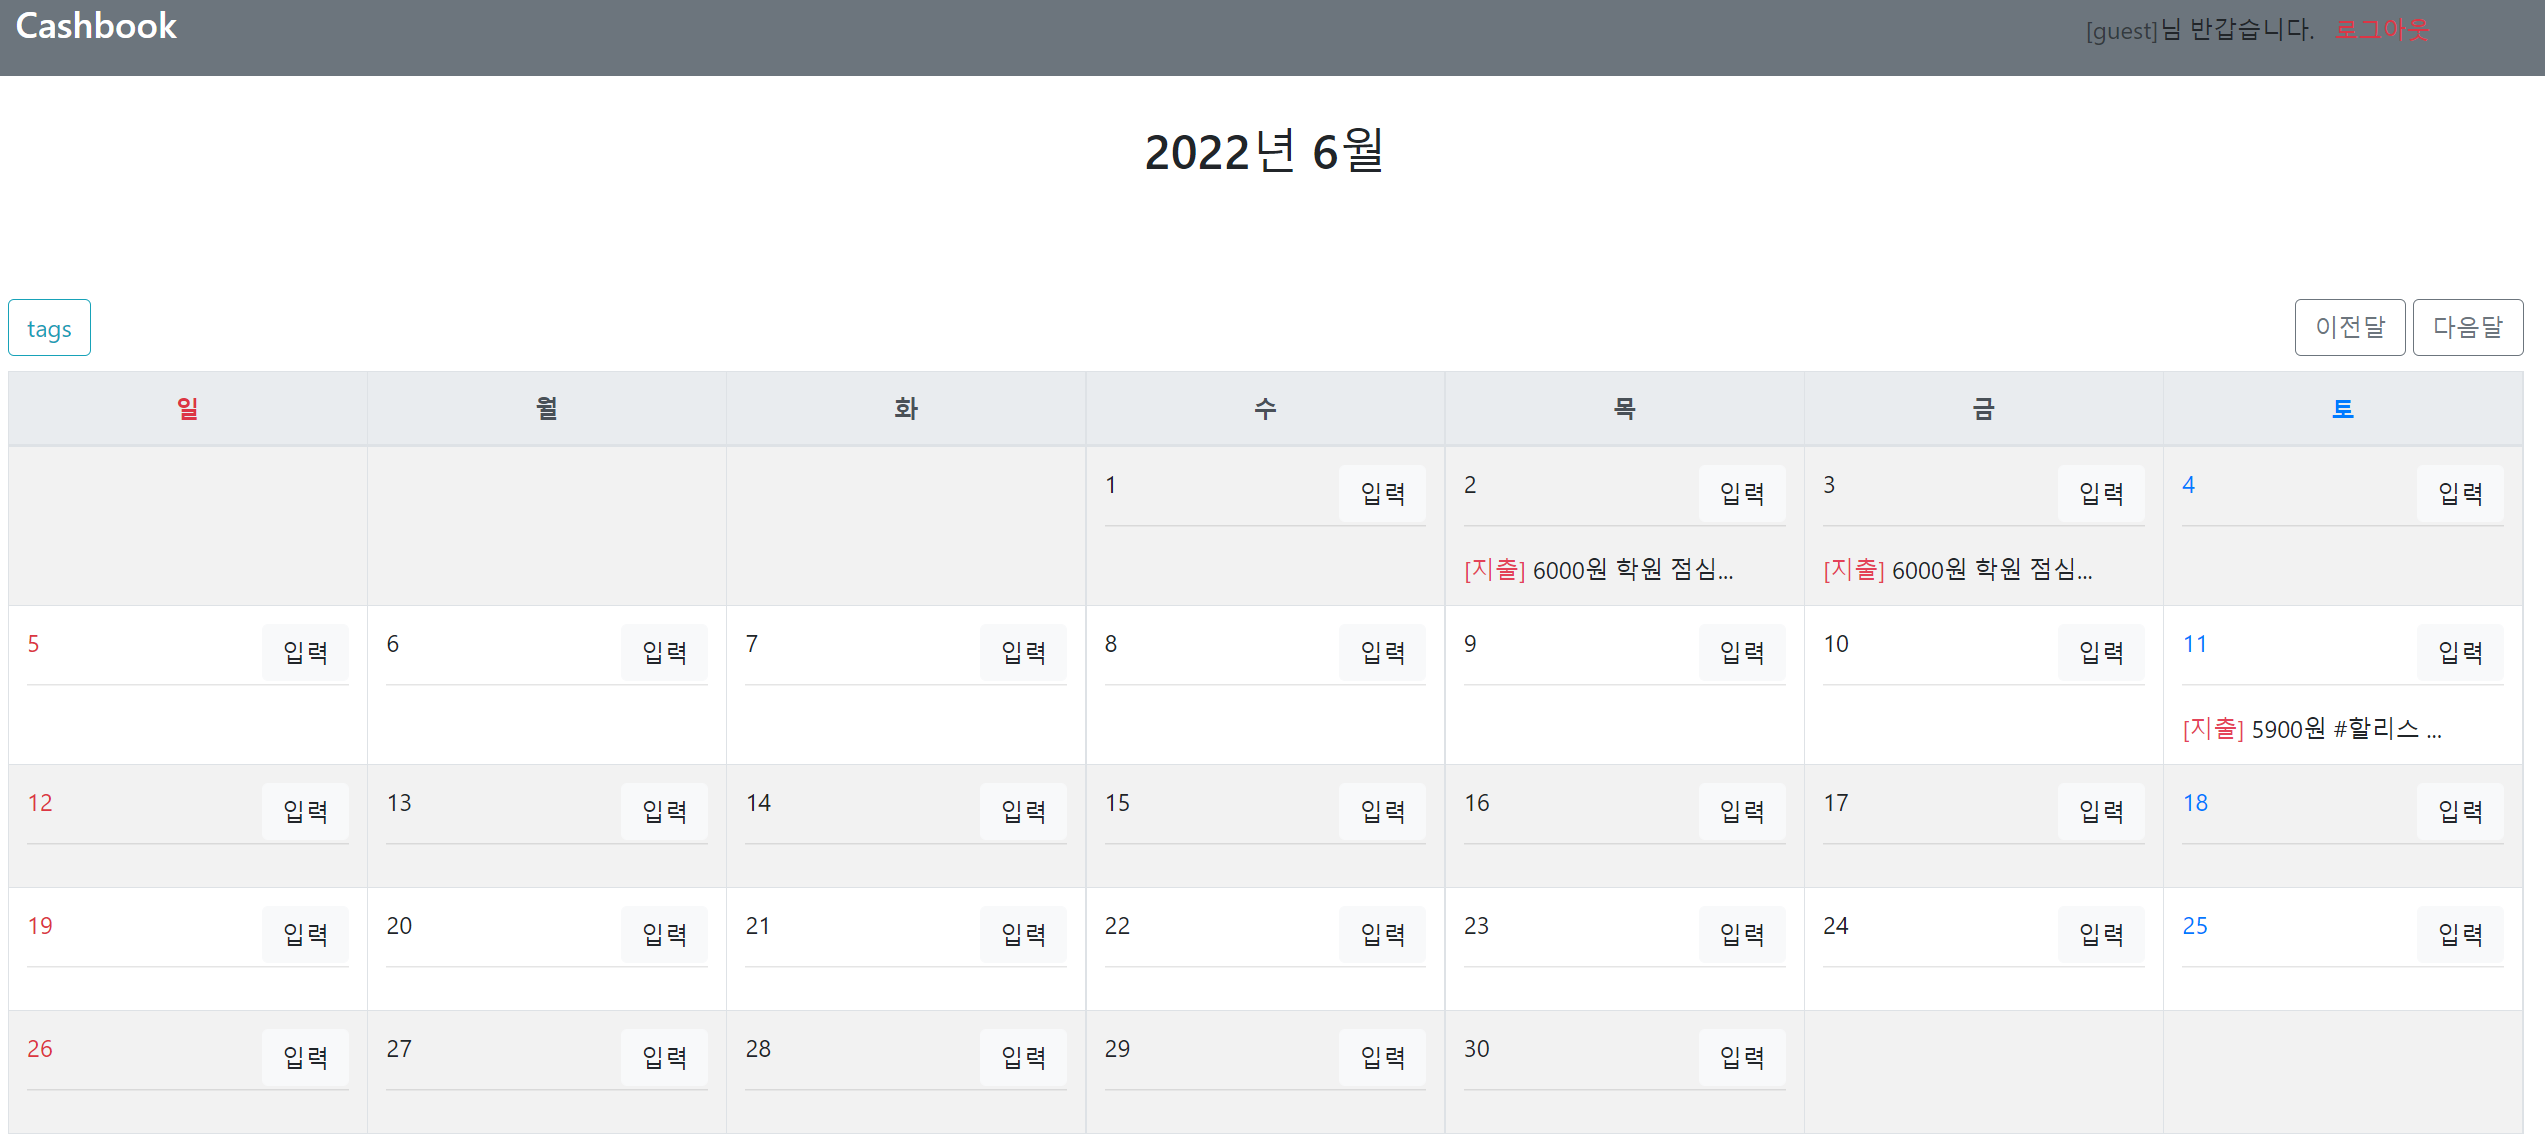 Cashbook
[guest]님 반갑습니다. 로그아웃
2022년 6월
tags
이전달 다음달
일 월 화 수 목 금 토
1 입력 2 입력 3 입력 4 입력
[지출] 6000원 학원 점심... [지출] 6000원 학원 점심...
5 입력 6 입력 7 입력 8 입력 9 입력 10 입력 11 입력
[지출] 5900원 #할리스 ...
12 입력 13 입력 14 입력 15 입력 16 입력 17 입력 18 입력
19 입력 20 입력 21 입력 22 입력 23 입력 24 입력 25 입력
26 입력 27 입력 28 입력 29 입력 30 입력